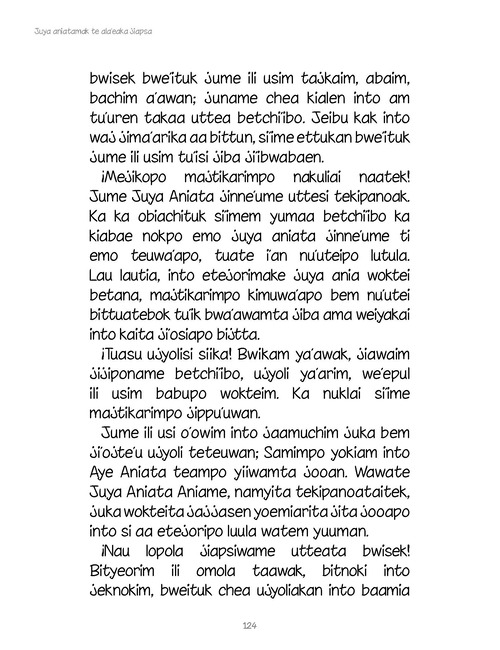 Juya aniatamak te ala'eaka jiapsa
bwisek bwe'ituk jume ili usim tajkaim, abaim,
bachim a'awan; juname chea kialen into am
tu'uren takaa uttea betchi'ibo. Jeibu kak into
waj jima'arika aa bittun, si'ime ettukan bwe'ituk
jume ili usim tu'isi jiba ji'ibwabaen.
¡Mejikopo majtikarimpo nakuliai naatek!
Jume Juya Aniata jinne'ume uttesi tekipanoak.
Ka ka obiachituk si'imem yumaa betchi'ibo ka
kiabae nokpo emo juya aniata jinne'ume ti
emo teuwa'apo, tuate i'an nu'uteipo lutula.
Lau lautia, into etejorimake juya ania woktei
betana, majtikarimpo kimuwa'apo bem nu'utei
bittuatebok tu'ik bwa'awamta jiba ama weiyakai
into kaita ji'osiapo bijtta.
¡Tuasu ujyolisi siika! Bwikam ya'awak, jiawaim
jijiponame betchi'ibo, ujyoli ya'arim, we'epul
ili usim babupo wokteim. Ka nuklai si'ime
majtikarimpo jippu'uwan.
Jume ili usi o'owim into jaamuchim juka bem
ji'ojte'u ujyoli teteuwan; Samimpo yokiam into
Aye Aniata teampo yiiwamta jooan. Wawate
Juya Aniata Aniame, namyita tekipanoataitek,
juka wokteita jajjasen yoemiarita jita jooapo
into si aa etejoripo luula watem yuuman.
¡Nau lopola jiapsiwame utteata bwisek!
Bityeorim ili omola taawak, bitnoki into
jeknokim, bweituk chea ujyoliakan into baamia
124